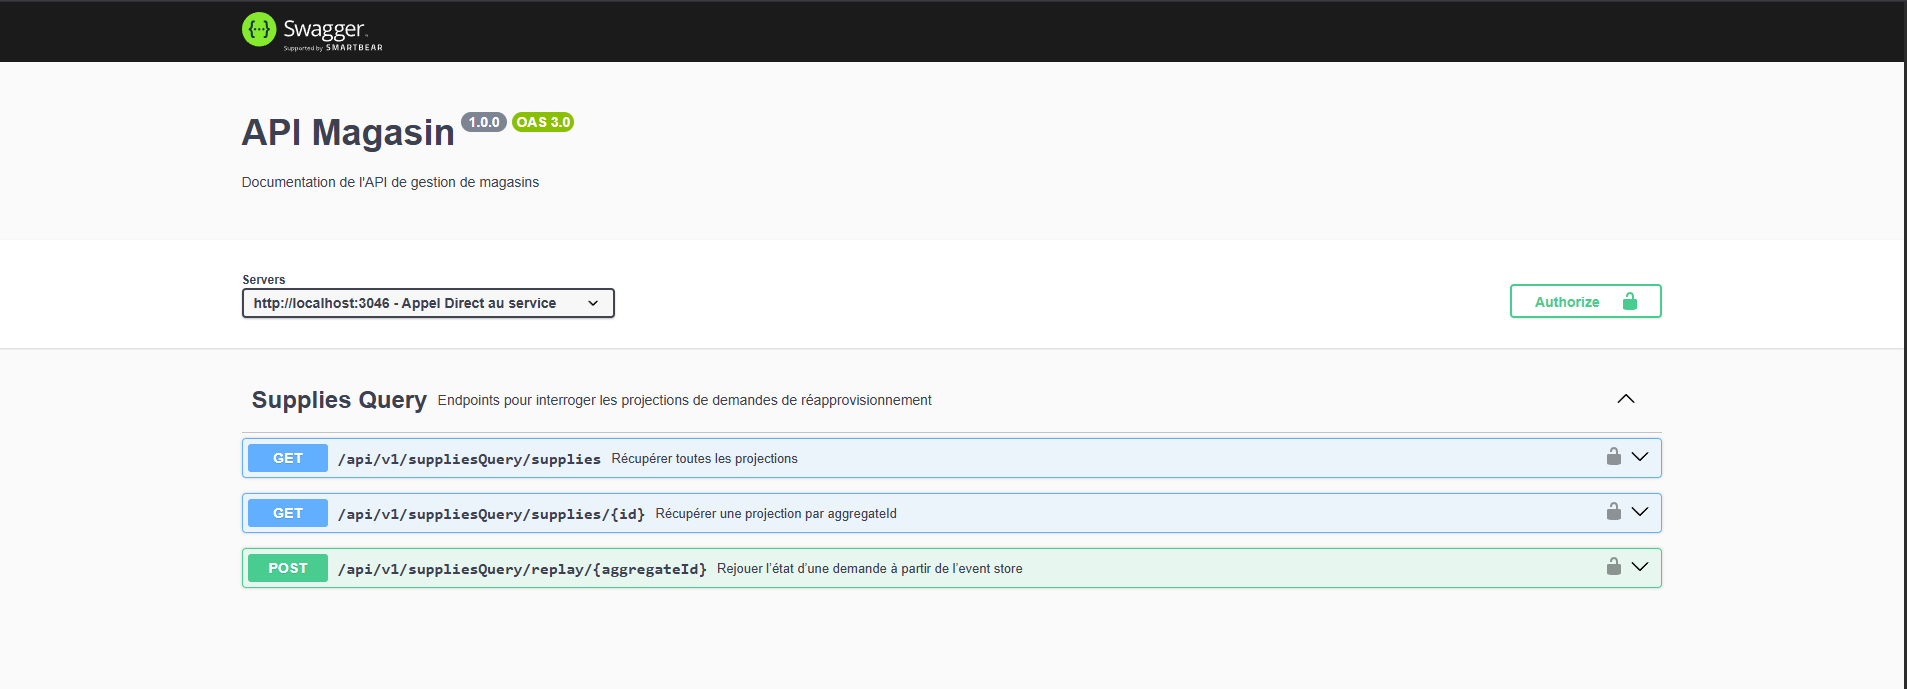 {···} Swagger.
Supported by SMARTBEAR
API Magasin 1.0.0 OAS 3.0
Documentation de l'API de gestion de magasins
Servers
http://localhost:3046 - Appel Direct au service
Authorize
Supplies Query Endpoints pour interroger les projections de demandes de réapprovisionnement
GET /api/v1/suppliesQuery/supplies Récupérer toutes les projections
GET /api/v1/suppliesQuery/supplies/{id} Récupérer une projection par aggregateId
POST /api/v1/suppliesQuery/replay/{aggregateId} Rejouer l’état d’une demande à partir de l’event store